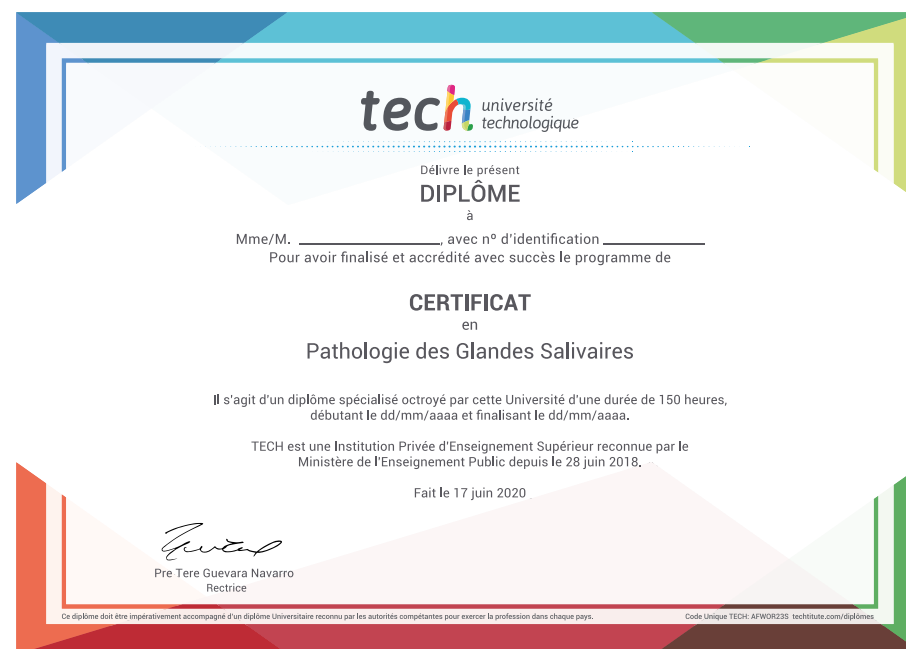 tech université
technologique
Délivre le présent
DIPLÔME
à
Mme/M. ____________________, avec nº d'identification ______________
Pour avoir finalisé et accrédité avec succès le programme de
CERTIFICAT
en
Pathologie des Glandes Salivaires
Il s'agit d'un diplôme spécialisé octroyé par cette Université d'une durée de 150 heures,
débutant le dd/mm/aaaa et finalisant le dd/mm/aaaa.
TECH est une Institution Privée d'Enseignement Supérieur reconnue par le
Ministère de l'Enseignement Public depuis le 28 juin 2018.
Fait le 17 juin 2020
Pre Tere Guevara Navarro
Rectrice
Ce diplôme doit être impérativement accompagné d'un diplôme Universitaire reconnu par les autorités compétantes pour exercer la profession dans chaque pays.
Code Unique TECH: AFWOR23S techtitute.com/diplômes